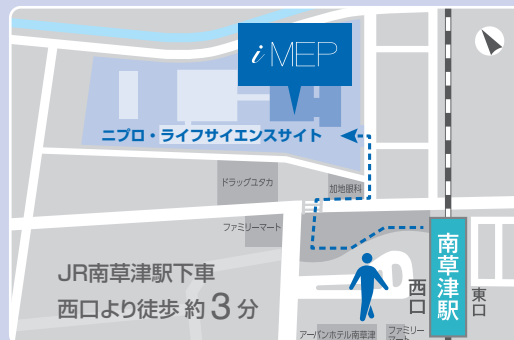 i MEP
ニプロ・ライフサイエンスサイト
ドラッグユタカ
加地眼科
ファミリーマート
JR南草津駅下車
西口より徒歩 約 3 分
南草津駅
西口
東口
アーバンホテル南草津
ファミリー
マート